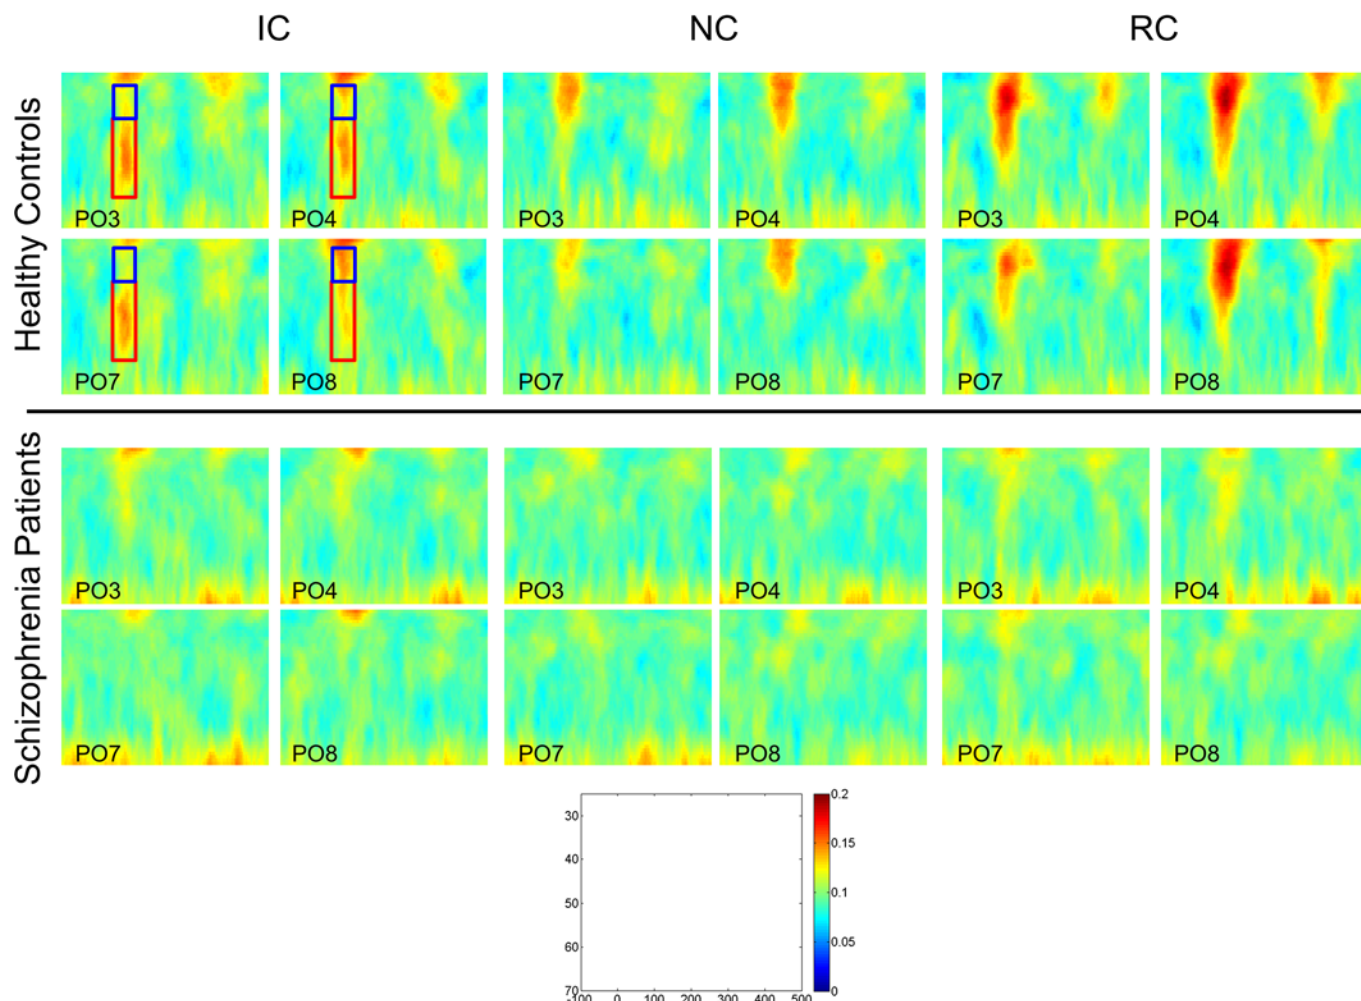 IC NC RC
Healthy Controls
PO3 PO4 PO3 PO4 PO3 PO4
PO7 PO8 PO7 PO8 PO7 PO8
Schizophrenia Patients
PO3 PO4 PO3 PO4 PO3 PO4
PO7 PO8 PO7 PO8 PO7 PO8
30
40
50
60
70
-100 0 100 200 300 400 500
0.2
0.15
0.1
0.05
0